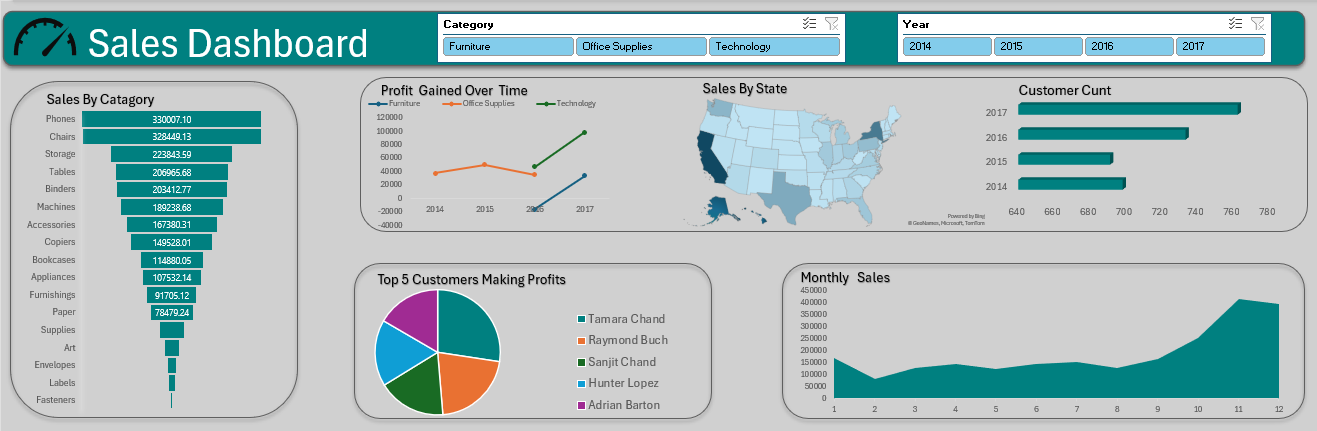 Sales Dashboard
Category
Furniture
Office Supplies
Technology
Year
2014
2015
2016
2017
Sales By Catagory
Phones 330007.10
Chairs 328449.13
Storage 223843.59
Tables 206965.68
Binders 203412.77
Machines 189238.68
Accessories 167380.31
Copiers 149528.01
Bookcases 114880.05
Appliances 107532.14
Furnishings 91705.12
Paper 78479.24
Supplies
Art
Envelopes
Labels
Fasteners
Profit Gained Over Time
Furniture Office Supplies Technology
120000
100000
80000
60000
40000
20000
0
-20000
-40000
2014 2015 2016 2017
Sales By State
Powered by Bing
© GeoNames, Microsoft, TomTom
Customer Cunt
2017
2016
2015
2014
640 660 680 700 720 740 760 780
Top 5 Customers Making Profits
Tamara Chand
Raymond Buch
Sanjit Chand
Hunter Lopez
Adrian Barton
Monthly Sales
450000
400000
350000
300000
250000
200000
150000
100000
50000
0
1 2 3 4 5 6 7 8 9 10 11 12